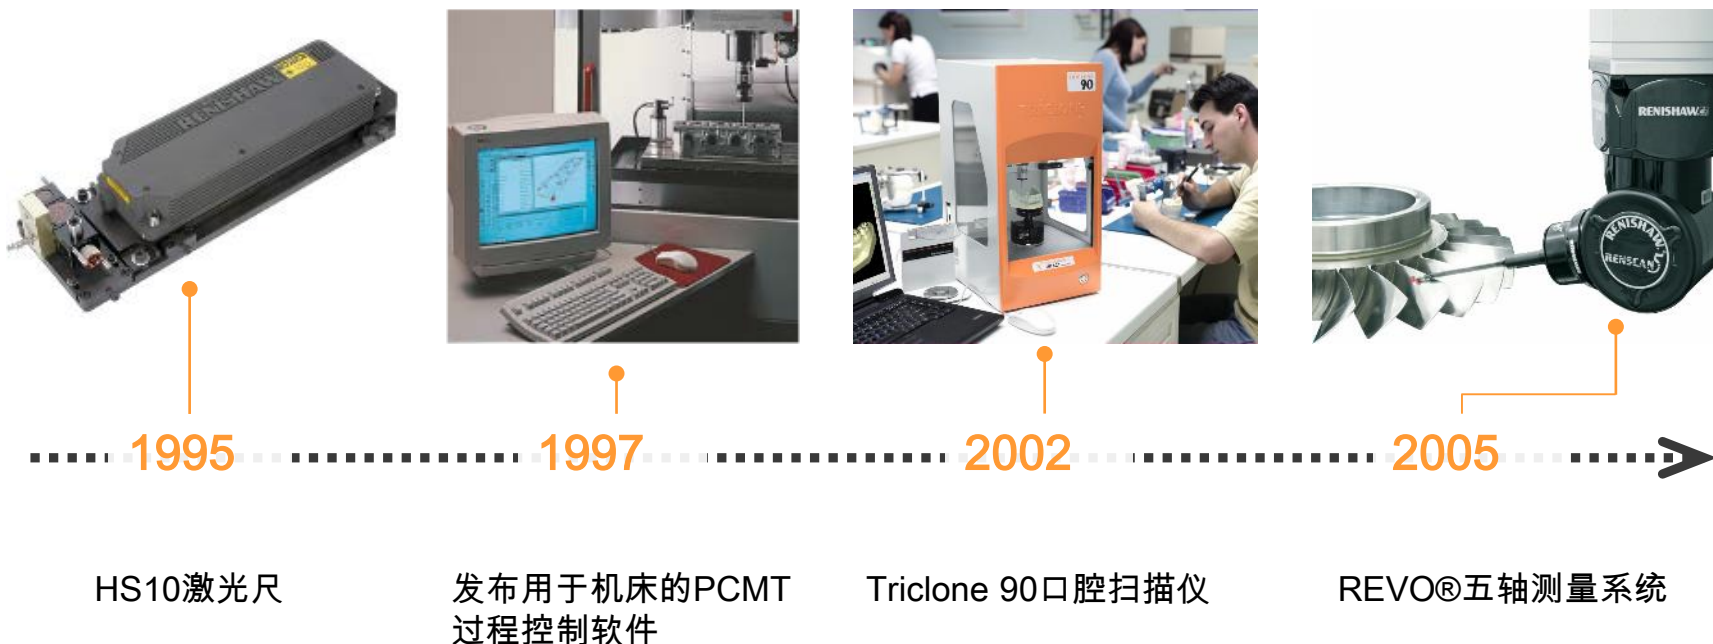 RENISHAW
90
RENISHAW
RENISHAW
RENSCAN
1995
1997
2002
2005
HS10激光尺
发布用于机床的PCMT
过程控制软件
Triclone 90口腔扫描仪
REVO®五轴测量系统